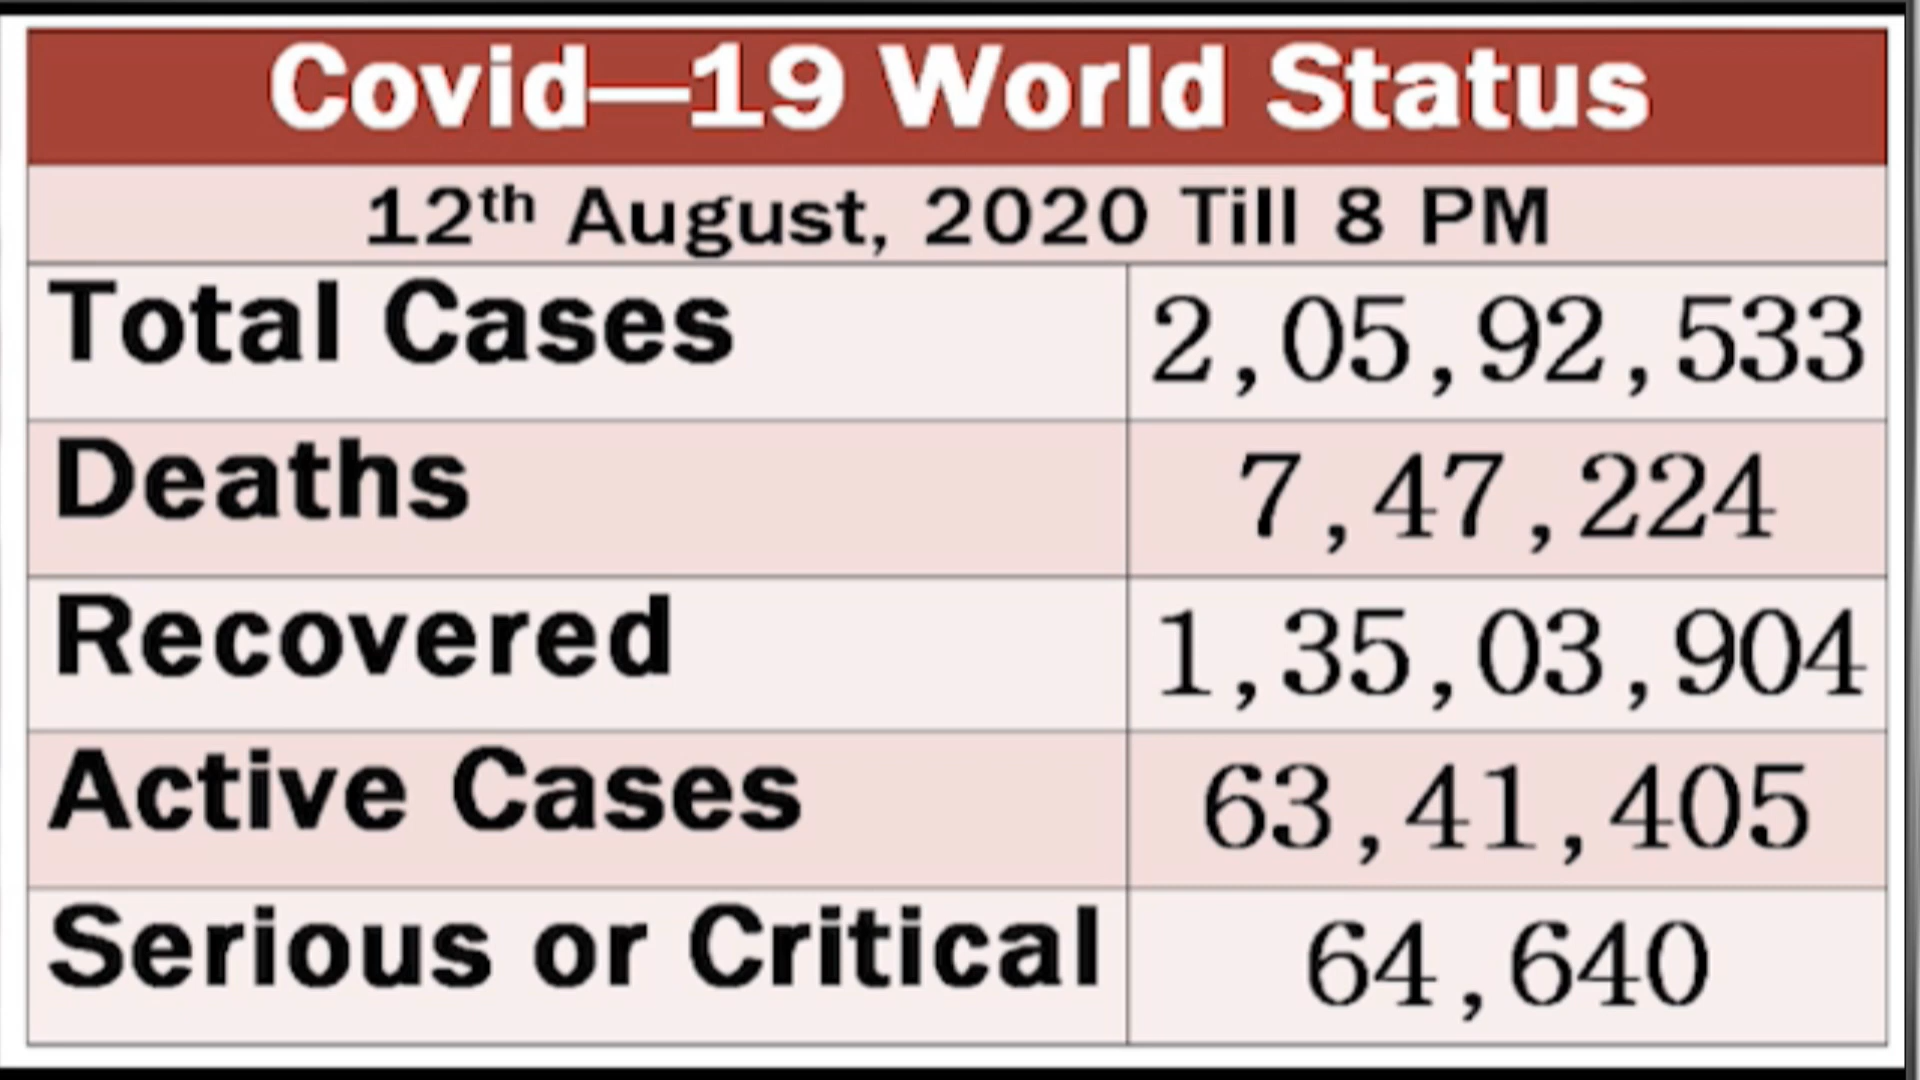 Covid—19 World Status
12th August, 2020 Till 8 PM
Total Cases 2,05,92,533
Deaths 7,47,224
Recovered 1,35,03,904
Active Cases 63,41,405
Serious or Critical 64,640